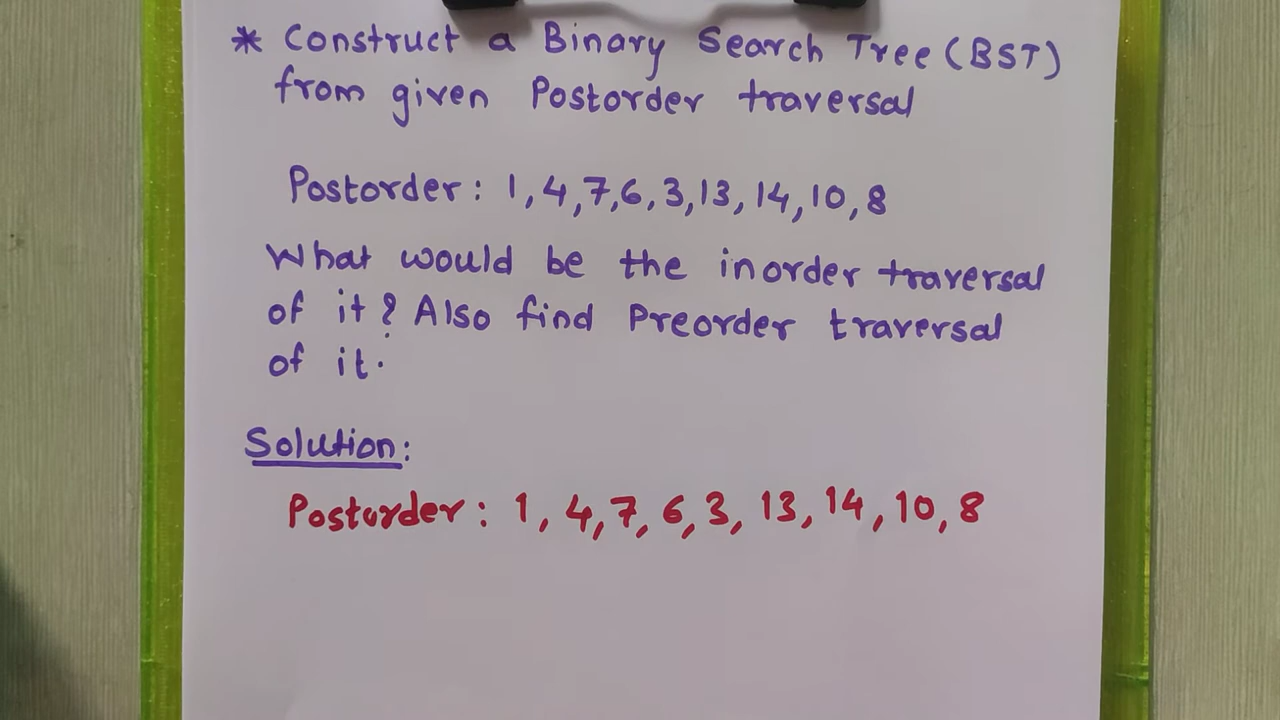 * Construct a Binary Search Tree (BST)
from given Postorder traversal
Postorder: 1,4,7,6,3,13,14,10,8
What would be the inorder traversal
of it? Also find Preorder traversal
of it.
Solution:
Postorder: 1, 4, 7, 6, 3, 13, 14, 10, 8